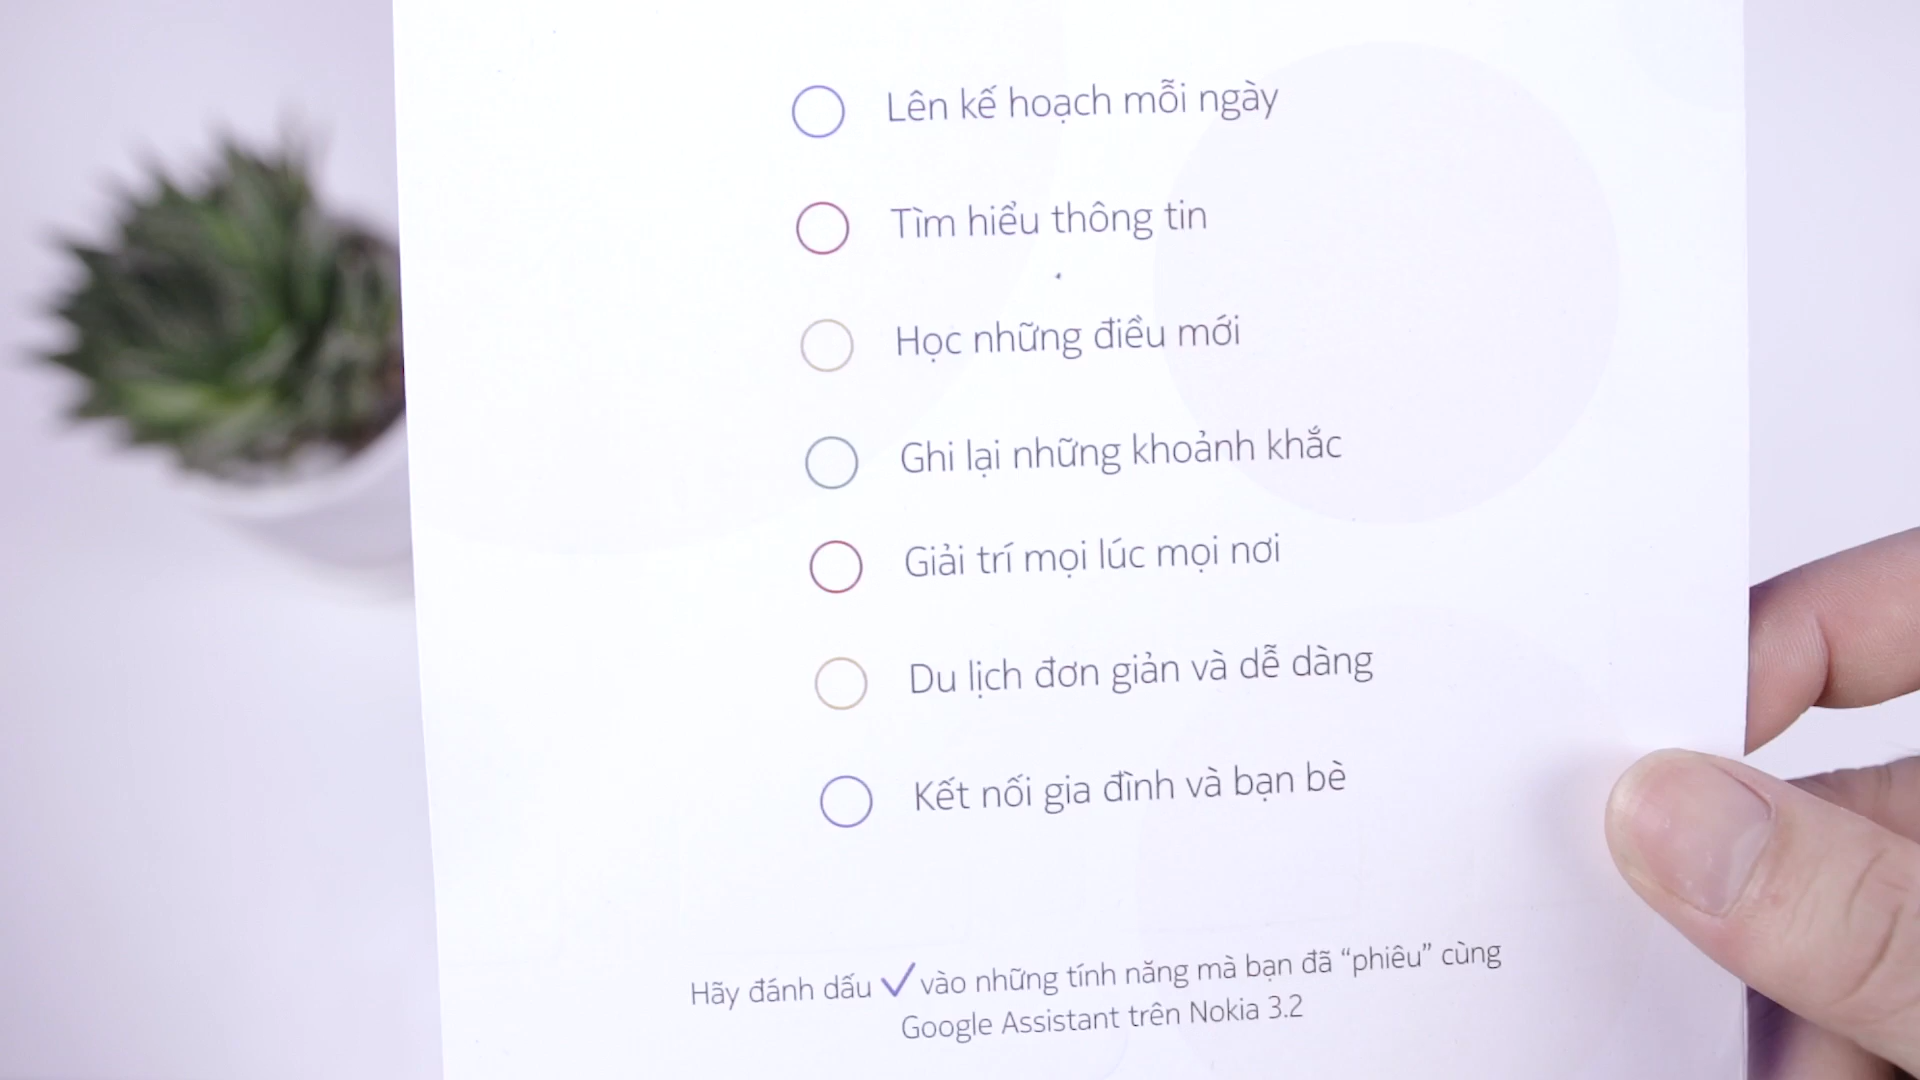 Lên kế hoạch mỗi ngày
Tìm hiểu thông tin
Học những điều mới
Ghi lại những khoảnh khắc
Giải trí mọi lúc mọi nơi
Du lịch đơn giản và dễ dàng
Kết nối gia đình và bạn bè
Hãy đánh dấu ✓ vào những tính năng mà bạn đã “phiêu” cùng
Google Assistant trên Nokia 3.2